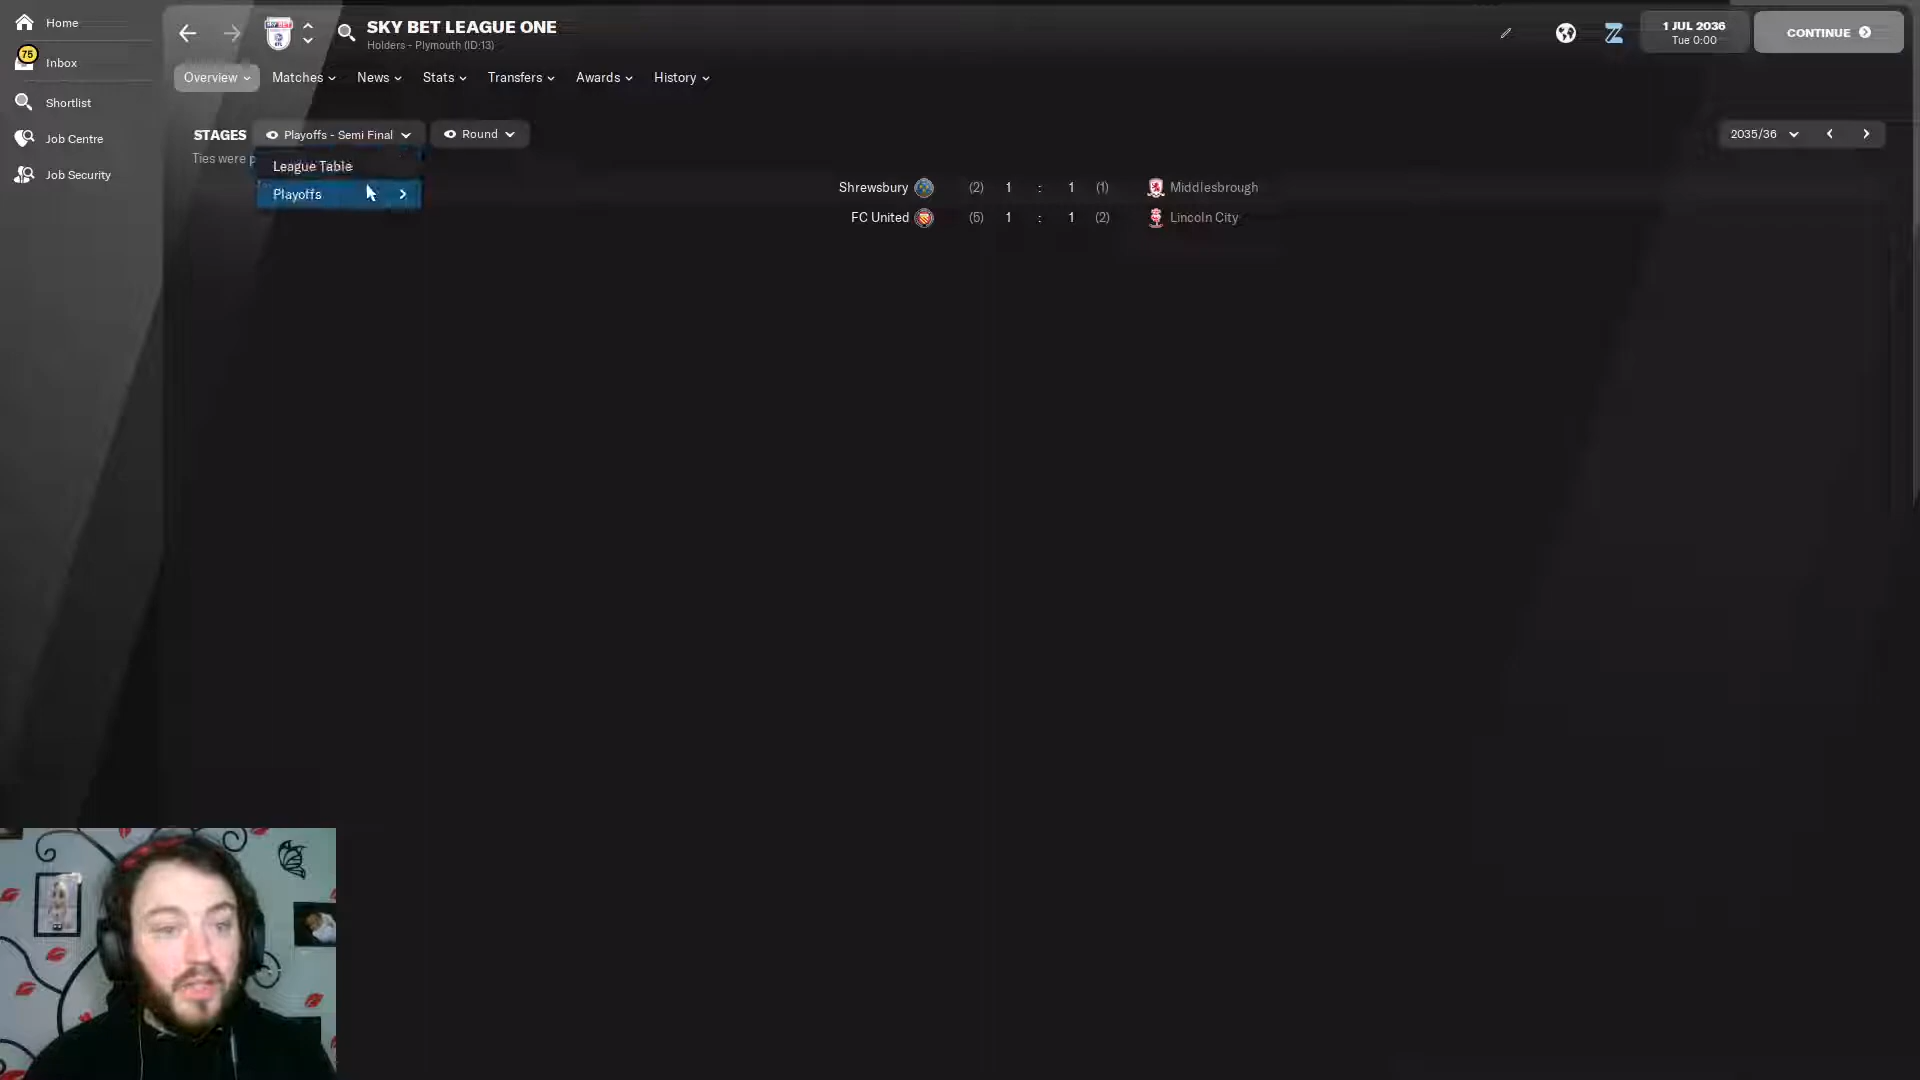 Home
75
Inbox
Shortlist
Job Centre
Job Security
SKY BET LEAGUE ONE
Holders - Plymouth (ID:13)
1 JUL 2036
Tue 0:00
CONTINUE
Overview
Matches
News
Stats
Transfers
Awards
History
STAGES
Playoffs - Semi Final
Round
2035/36
Ties were p
League Table
Playoffs
Shrewsbury (2) 1 : 1 (1) Middlesbrough
FC United (5) 1 : 1 (2) Lincoln City